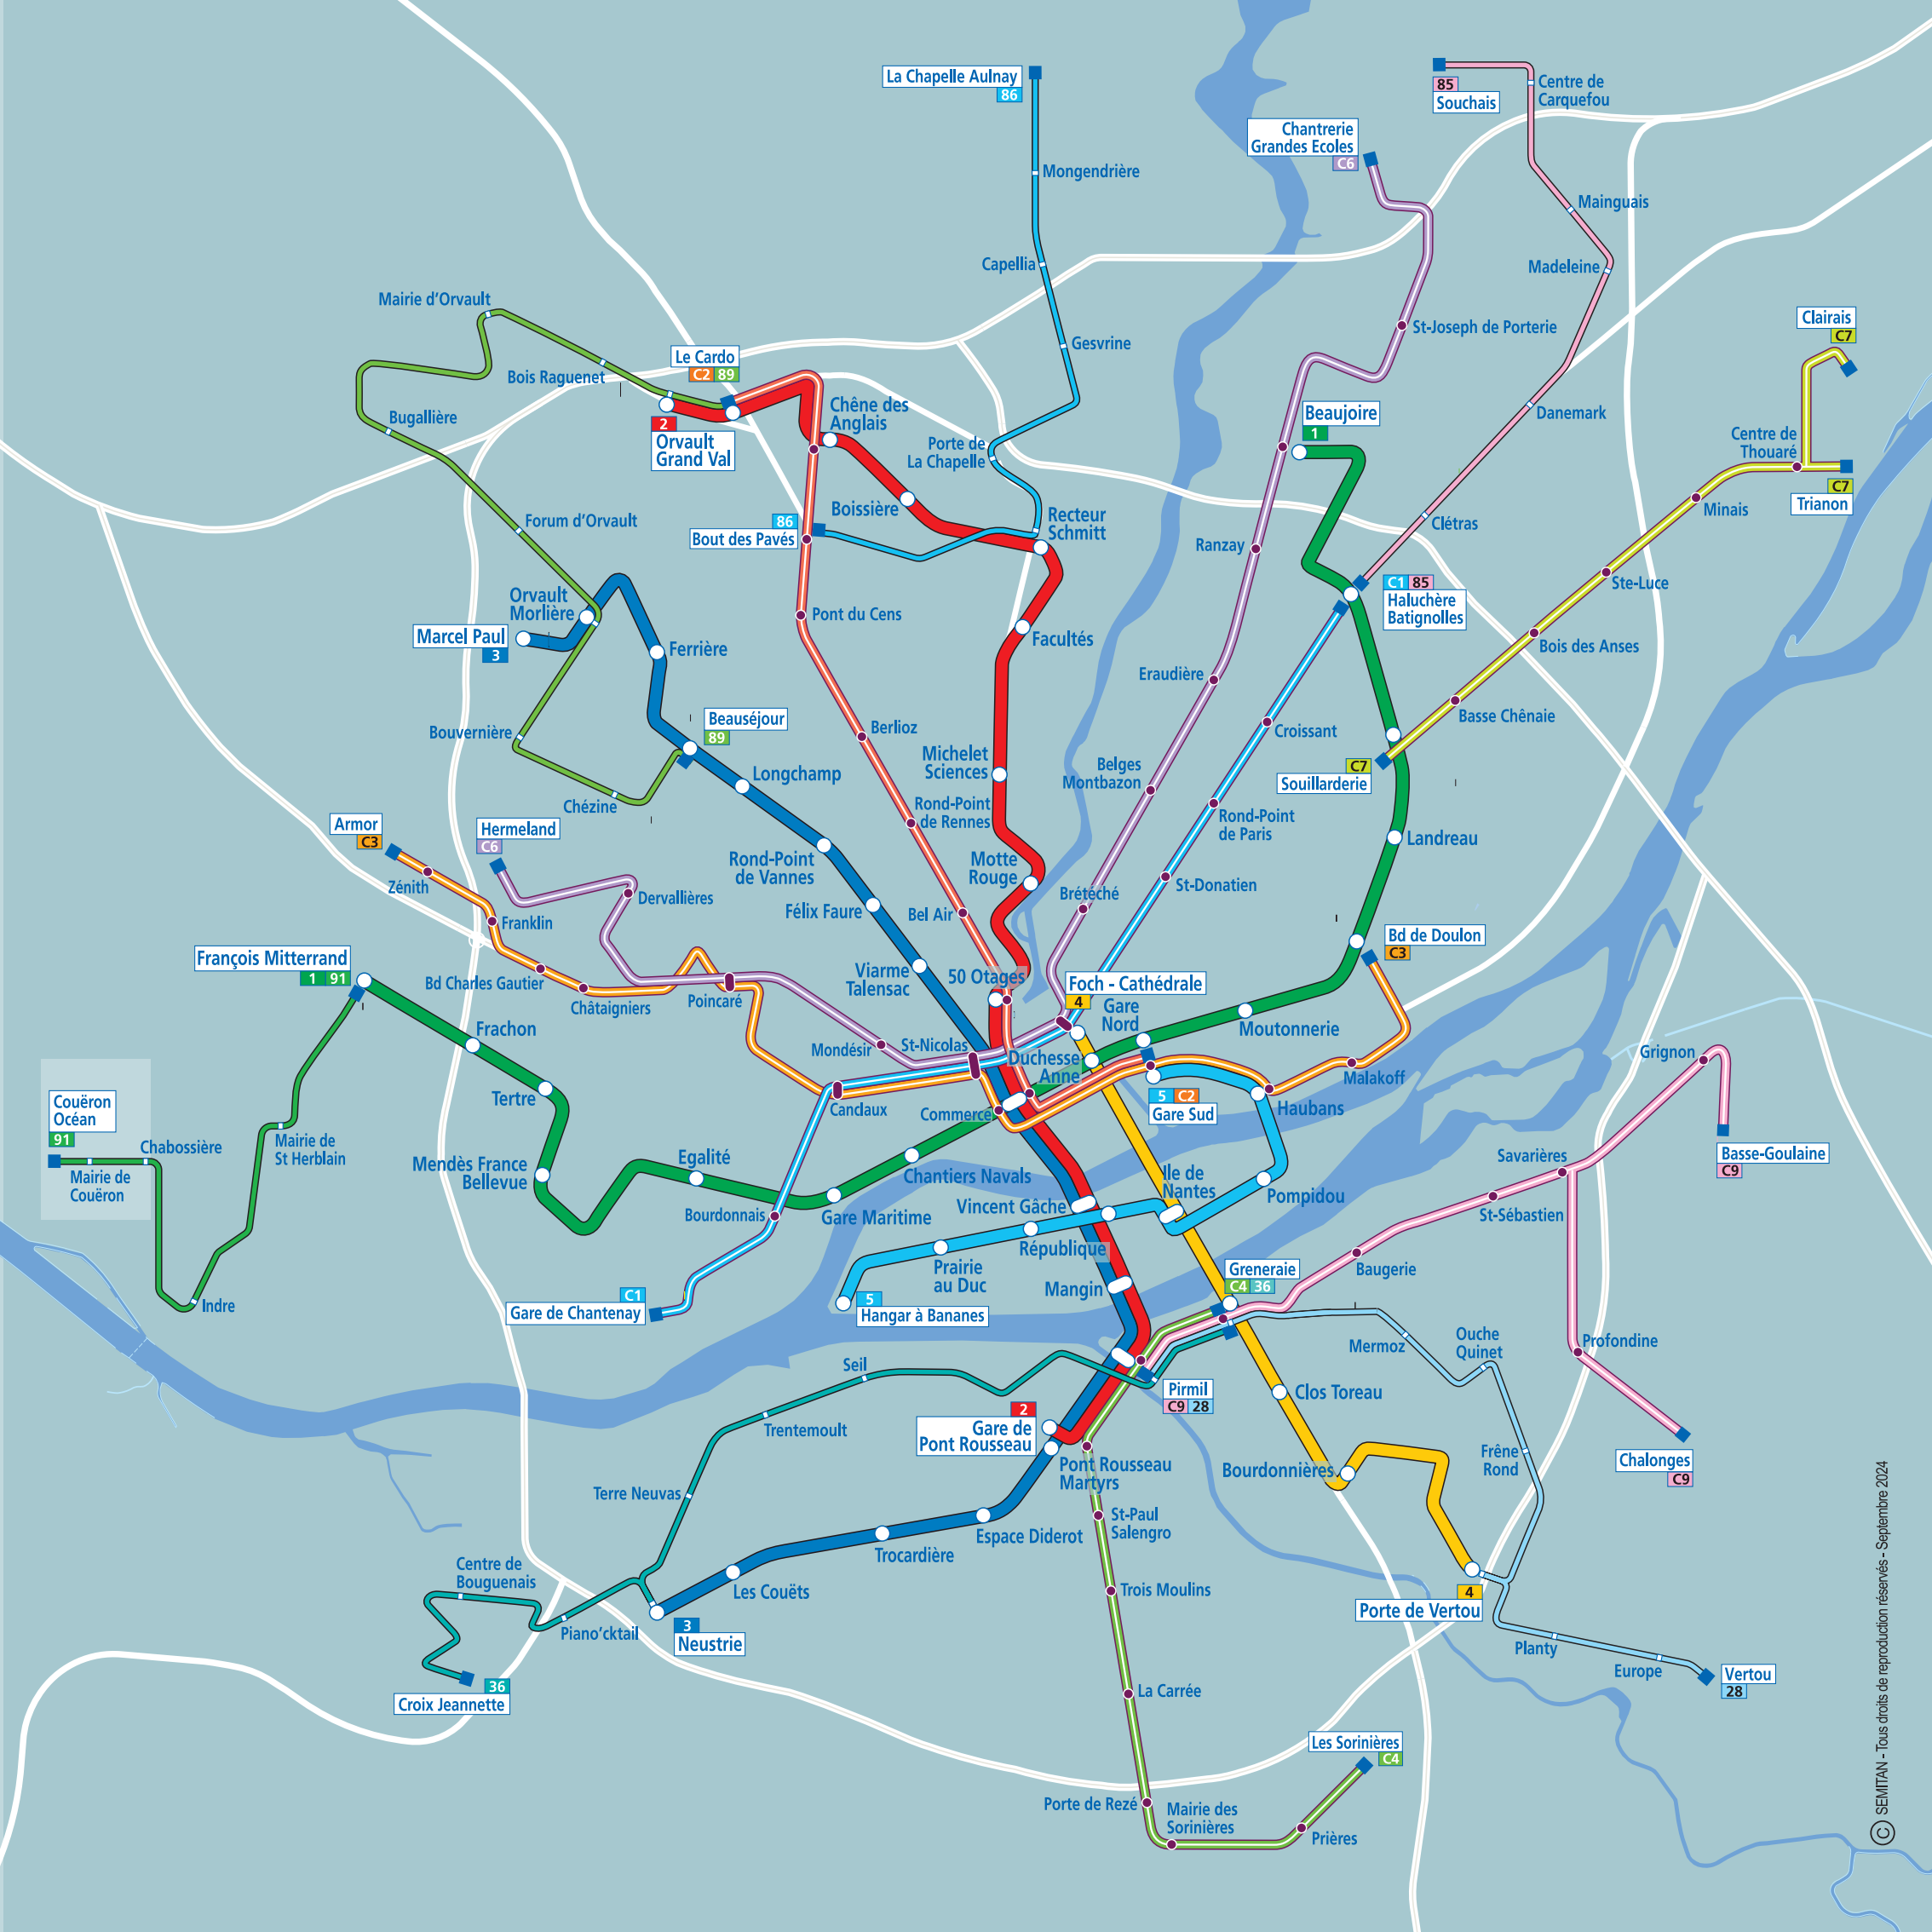 La Chapelle Aulnay
86
85
Souchais
Centre de
Carquefou
Chantrerie
Grandes Ecoles
C6
Mongendrière
Mainguais
Capellia
Madeleine
Mairie d'Orvault
St-Joseph de Porterie
Clairais
C7
Gesvrine
Le Cardo
C2 89
Bois Raguenet
Chêne des
Anglais
Beaujoire
1
Danemark
Bugallière
2
Orvault
Grand Val
Porte de
La Chapelle
Centre de
Thouaré
C7
Trianon
Boissière
Minais
Forum d'Orvault
86
Bout des Pavés
Recteur
Schmitt
Clétras
Ranzay
Ste-Luce
C1 85
Haluchère
Batignolles
Orvault
Morlière
Marcel Paul
3
Pont du Cens
Facultés
Ferrière
Bois des Anses
Eraudière
Basse Chênaie
Beauséjour
89
Bouvernière
Berlioz
Croissant
Michelet
Sciences
Belges
Montbazon
C7
Souillarderie
Longchamp
Chézine
Rond-Point
de Rennes
Rond-Point
de Paris
Armor
C3
Hermeland
C6
Landreau
Zénith
Rond-Point
de Vannes
Motte
Rouge
Dervallières
St-Donatien
Brétéché
Félix Faure
Bel Air
Franklin
Bd de Doulon
C3
François Mitterrand
1 91
Bd Charles Gautier
Viarme
Talensac
50 Otages
Foch - Cathédrale
4
Châtaigniers
Poincaré
Gare
Nord
Moutonnerie
Frachon
Mondésir
St-Nicolas
Duchesse
Anne
Grignon
Malakoff
Tertre
Canclaux
Commerce
5 C2
Gare Sud
Haubans
Couëron
Océan
91
Chabossière
Mairie de
St Herblain
Mairie de
Couëron
Mendès France
Bellevue
Egalité
Chantiers Navals
Ile de
Nantes
Pompidou
Savarières
Basse-Goulaine
C9
Bourdonnais
Gare Maritime
Vincent Gâche
St-Sébastien
République
Prairie
au Duc
Mangin
Greneraie
C4 36
Baugerie
C1
Gare de Chantenay
5
Hangar à Bananes
Indre
Mermoz
Ouche
Quinet
Profondine
Seil
Pirmil
C9 28
Clos Toreau
Trentemoult
2
Gare de
Pont Rousseau
Pont Rousseau
Martyrs
Bourdonnières
Frêne
Rond
Chalonges
C9
Terre Neuvas
St-Paul
Salengro
Espace Diderot
Trocardière
Centre de
Bouguenais
Les Couëts
Trois Moulins
4
Porte de Vertou
Piano'cktail
3
Neustrie
Planty
Europe
Vertou
28
36
Croix Jeannette
La Carrée
Les Sorinières
C4
Porte de Rezé
Mairie des
Sorinières
Prières
© SEMITAN - Tous droits de reproduction réservés - Septembre 2024